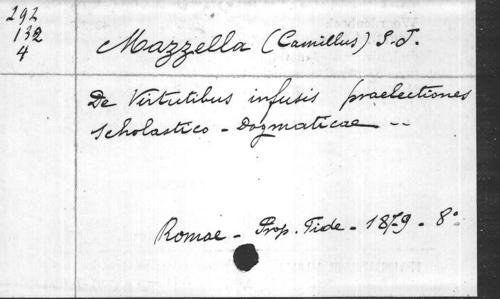 292
132
4
Mazzella (Camillus) S. J.
De Virtutibus infusis praelectiones
scholastico - Dogmaticae --
Romae - Prop. Fide - 1879 - 8°